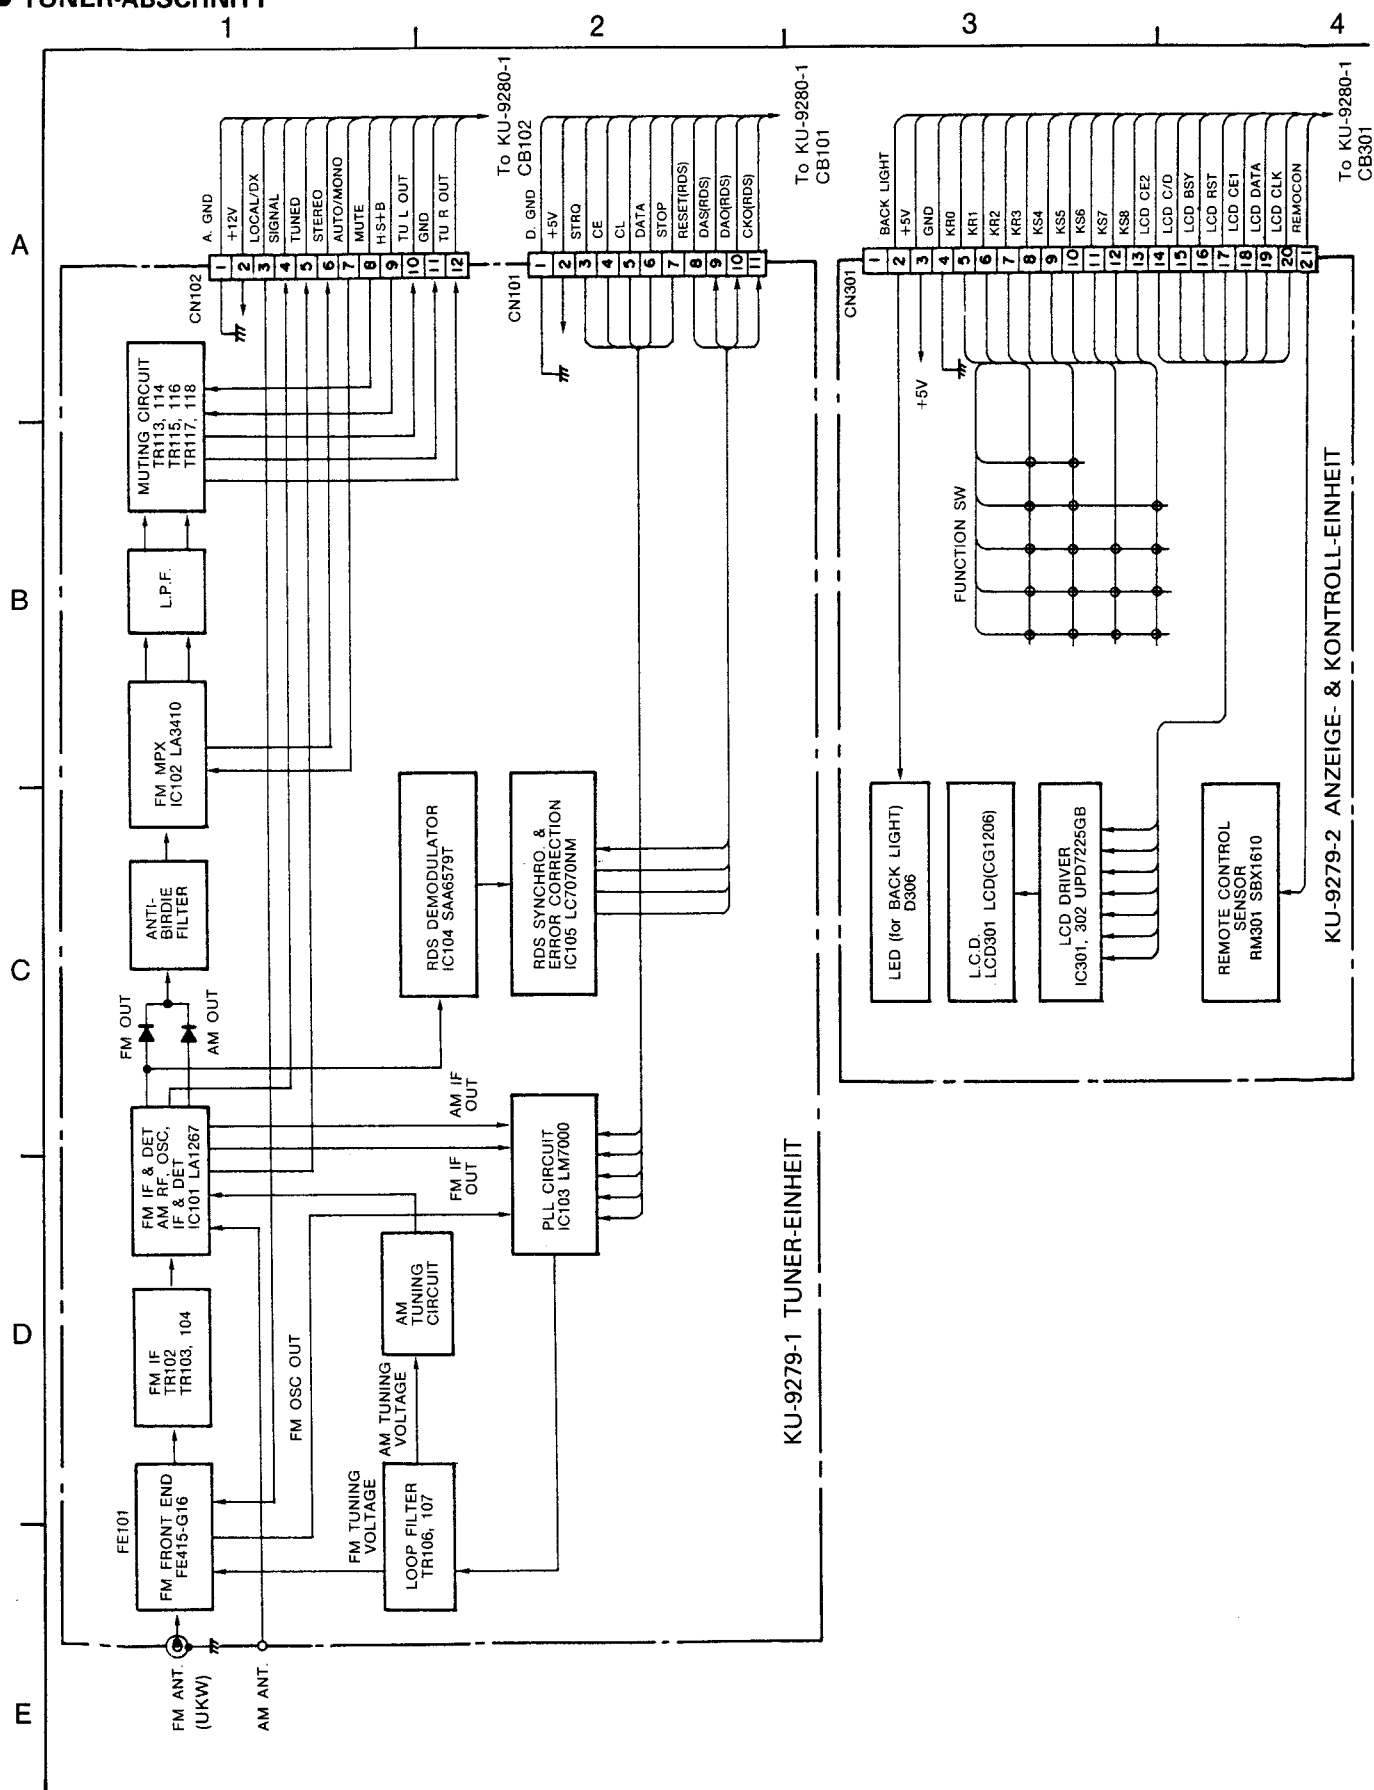 TUNER-ABSCHNITT
1
2
3
4
A
B
C
D
E
To KU-9280-1
CB102
To KU-9280-1
CB101
To KU-9280-1
CB301
A. GND
+12V
LOCAL/DX
SIGNAL
TUNED
STEREO
AUTO/MONO
MUTE
H·S+B
TU L OUT
GND
TU R OUT
CN102
1
2
3
4
5
6
7
8
9
10
11
12
D. GND
+5V
STRQ
CE
CL
DATA
STOP
RESET(RDS)
DAS(RDS)
DAO(RDS)
CKO(RDS)
CN101
1
2
3
4
5
6
7
8
9
10
11
BACK LIGHT
+5V
GND
KR0
KR1
KR2
KR3
KS4
KS5
KS6
KS7
KS8
LCD CE2
LCD C/D
LCD BSY
LCD RST
LCD CE1
LCD DATA
LCD CLK
REMOCON
CN301
1
2
3
4
5
6
7
8
9
10
11
12
13
14
15
16
17
18
19
20
21
MUTING CIRCUIT
TR113, 114
TR115, 116
TR117, 118
L.P.F.
FM MPX
IC102 LA3410
ANTI-
BIRDIE
FILTER
FM OUT
AM OUT
FM IF & DET
AM RF, OSC,
IF & DET
IC101 LA1267
FM IF
TR102
TR103, 104
FE101
FM FRONT END
FE415-G16
FM ANT.
(UKW)
AM ANT.
FM OSC OUT
FM TUNING
VOLTAGE
AM TUNING
VOLTAGE
LOOP FILTER
TR106, 107
AM
TUNING
CIRCUIT
FM IF
OUT
AM IF
OUT
PLL CIRCUIT
IC103 LM7000
RDS DEMODULATOR
IC104 SAA6579T
RDS SYNCHRO. &
ERROR CORRECTION
IC105 LC7070NM
KU-9279-1 TUNER-EINHEIT
+5V
FUNCTION SW
LED (for BACK LIGHT)
D306
L.C.D.
LCD301 LCD(CG1206)
LCD DRIVER
IC301, 302 UPD7225GB
REMOTE CONTROL
SENSOR
RM301 SBX1610
KU-9279-2 ANZEIGE- & KONTROLL-EINHEIT